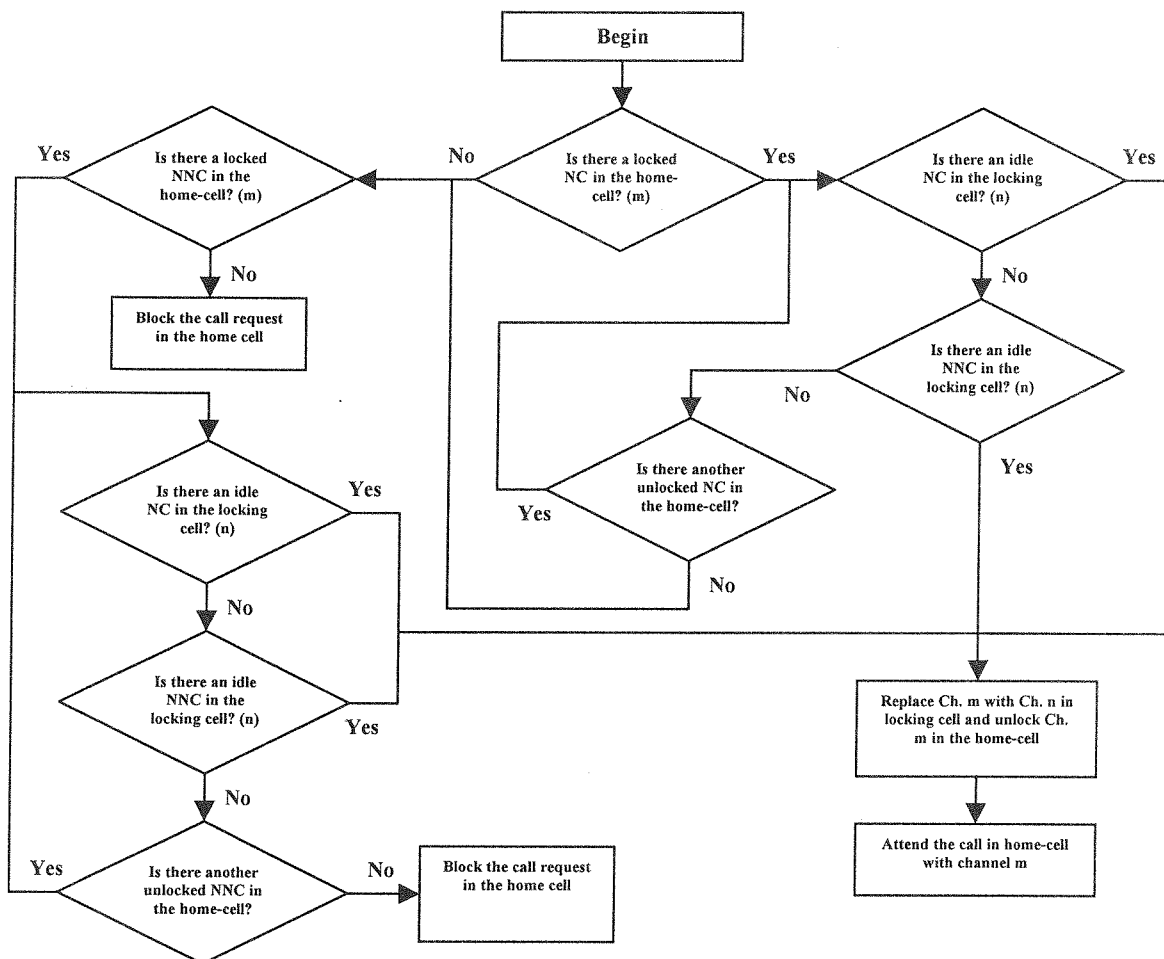 Begin
Yes
Is there a locked
NNC in the
home-cell? (m)
No
Is there a locked
NC in the home-
cell? (m)
Yes
Is there an idle
NC in the locking
cell? (n)
Yes
No
Block the call request
in the home cell
No
Is there an idle
NNC in the
locking cell? (n)
No
Yes
Is there another
unlocked NC in
the home-cell?
Yes
No
Is there an idle
NC in the locking
cell? (n)
Yes
No
Is there an idle
NNC in the
locking cell? (n)
Yes
No
Replace Ch. m with Ch. n in
locking cell and unlock Ch.
m in the home-cell
Attend the call in home-cell
with channel m
Yes
Is there another
unlocked NNC in
the home-cell?
No
Block the call request
in the home cell